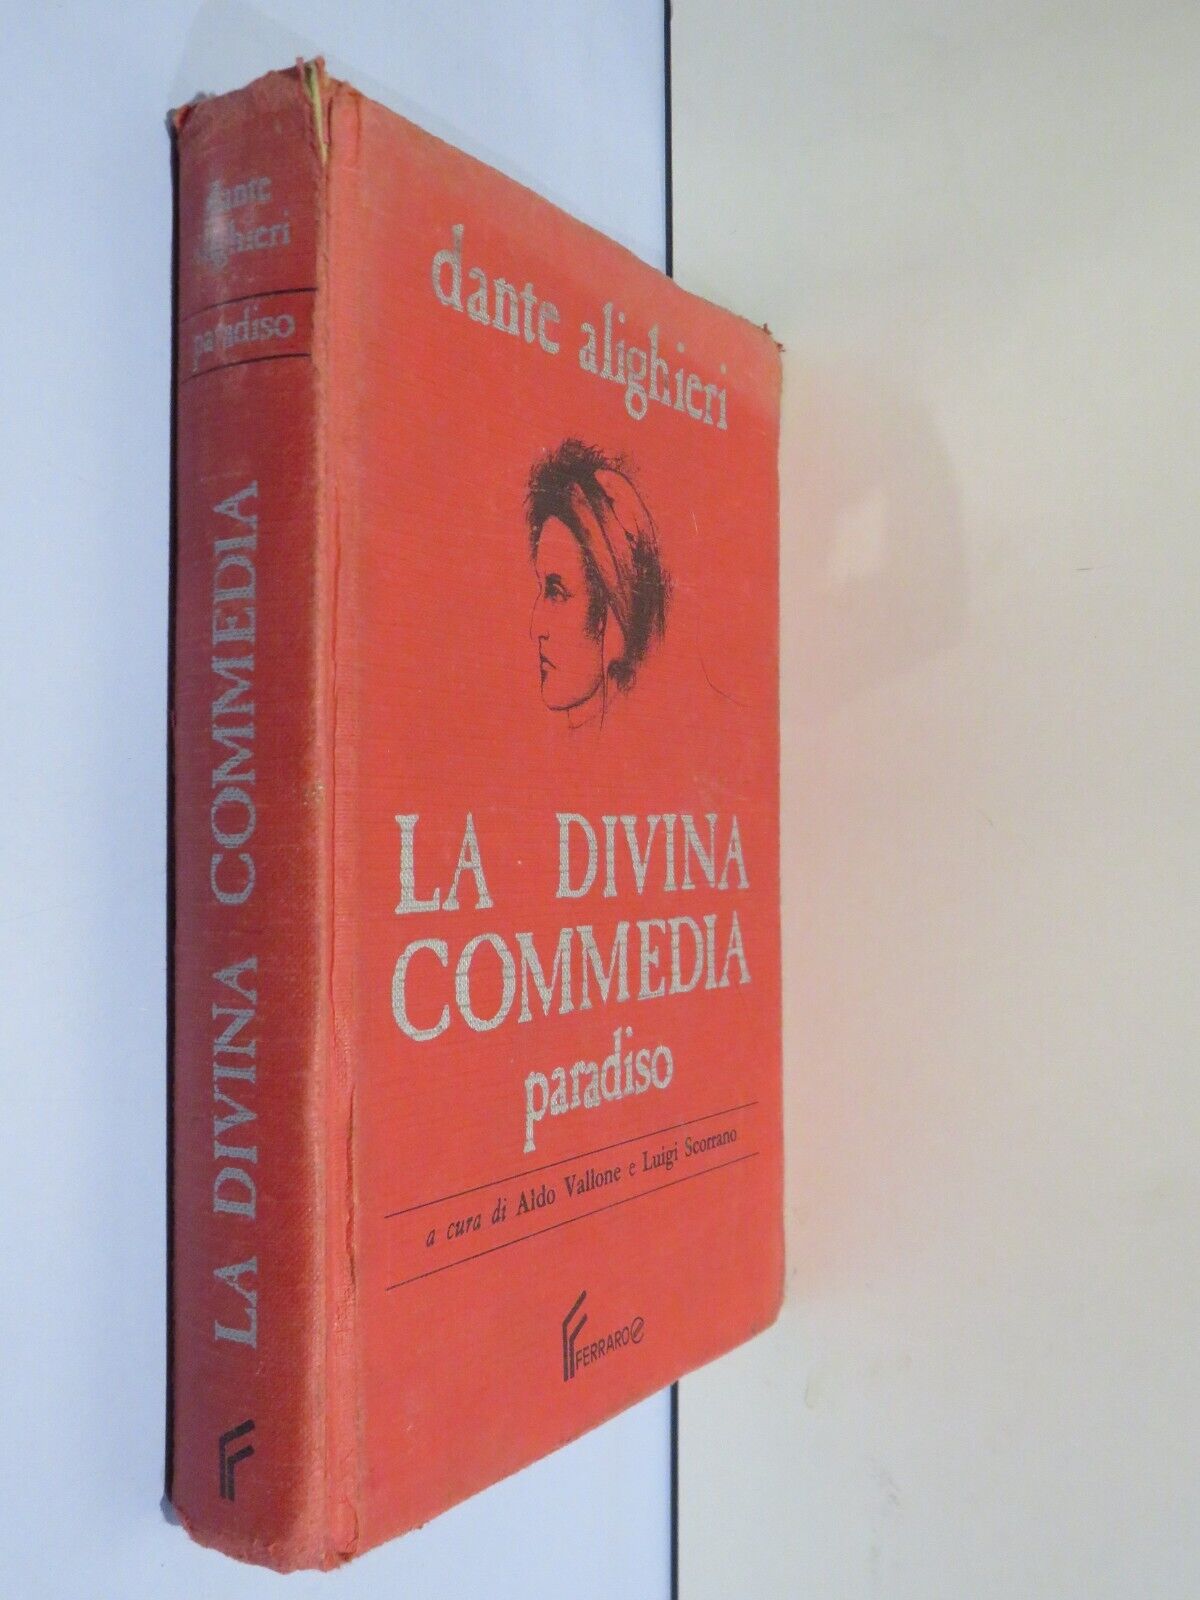 dante
alighieri
paradiso
LA DIVINA COMMEDIA
dante alighieri
LA DIVINA
COMMEDIA
paradiso
a cura di Aldo Vallone e Luigi Scorrano
FERRARO